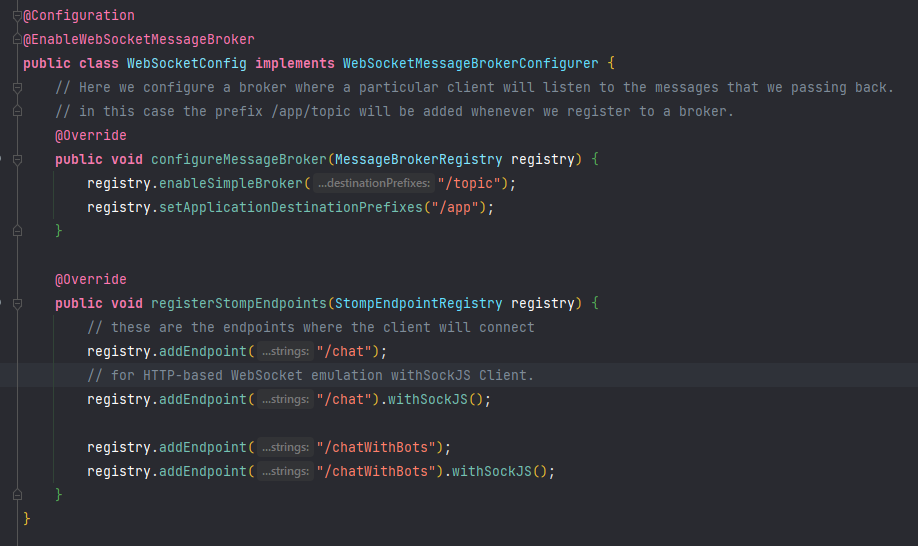 @Configuration
@EnableWebSocketMessageBroker
public class WebSocketConfig implements WebSocketMessageBrokerConfigurer {
    // Here we configure a broker where a particular client will listen to the messages that we passing back.
    // in this case the prefix /app/topic will be added whenever we register to a broker.
    @Override
    public void configureMessageBroker(MessageBrokerRegistry registry) {
        registry.enableSimpleBroker( ...destinationPrefixes: "/topic");
        registry.setApplicationDestinationPrefixes("/app");
    }

    @Override
    public void registerStompEndpoints(StompEndpointRegistry registry) {
        // these are the endpoints where the client will connect
        registry.addEndpoint( ...strings: "/chat");
        // for HTTP-based WebSocket emulation withSockJS Client.
        registry.addEndpoint( ...strings: "/chat").withSockJS();

        registry.addEndpoint( ...strings: "/chatWithBots");
        registry.addEndpoint( ...strings: "/chatWithBots").withSockJS();
    }
}